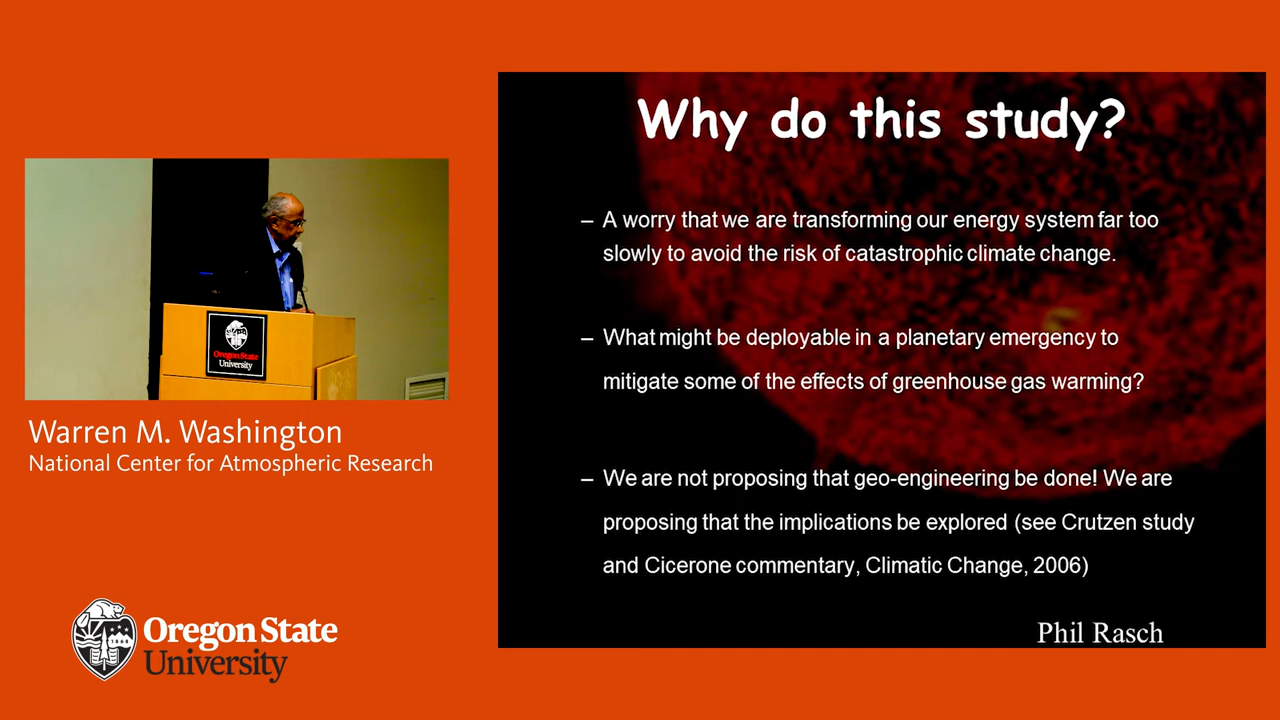 Why do this study?
– A worry that we are transforming our energy system far too
slowly to avoid the risk of catastrophic climate change.
– What might be deployable in a planetary emergency to
mitigate some of the effects of greenhouse gas warming?
– We are not proposing that geo-engineering be done! We are
proposing that the implications be explored (see Crutzen study
and Cicerone commentary, Climatic Change, 2006)
Phil Rasch
Oregon State
University
Warren M. Washington
National Center for Atmospheric Research
Oregon State
University